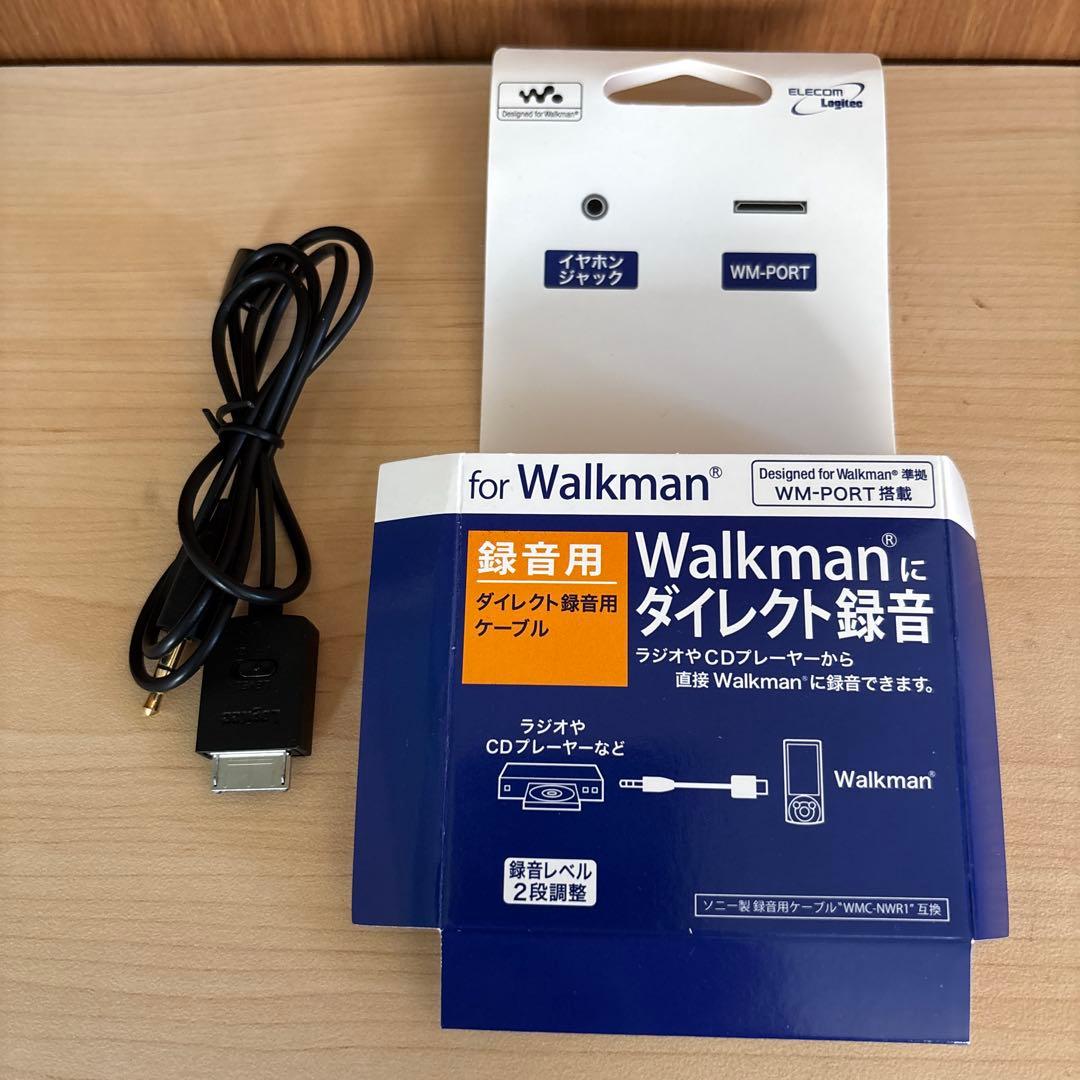 Designed for Walkman®
ELECOM
Logitec
イヤホン
ジャック
WM-PORT
for Walkman®
Designed for Walkman® 準拠
WM-PORT 搭載
録音用
ダイレクト録音用
ケーブル
Walkman®に
ダイレクト録音
ラジオやCDプレーヤーから
直接 Walkman®に録音できます。
ラジオや
CDプレーヤーなど
Walkman®
録音レベル
2段調整
ソニー製 録音用ケーブル"WMC-NWR1" 互換
Logitec